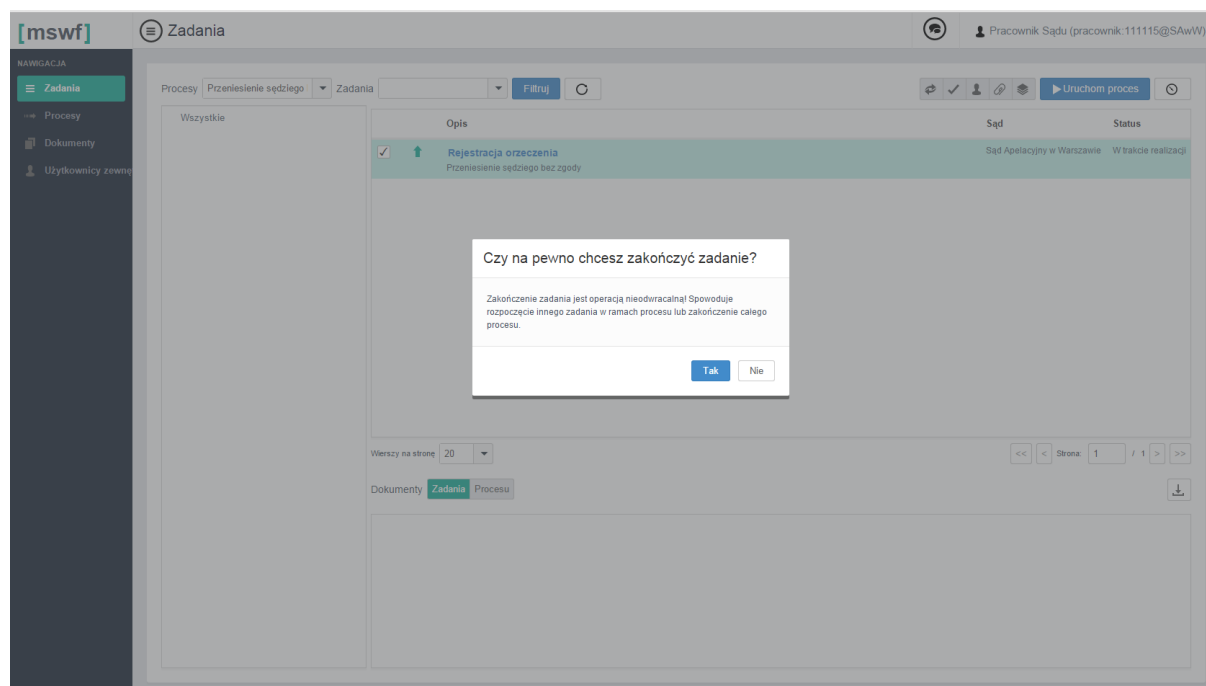 [mswf]
Zadania
Pracownik Sądu (pracownik:111115@SAwW)
NAWIGACJA
Zadania
Procesy
Dokumenty
Użytkownicy zewnę
Procesy Przeniesienie sędziego Zadania Filtruj Uruchom proces
Wszystkie
Opis Sąd Status
Rejestracja orzeczenia Sąd Apelacyjny w Warszawie W trakcie realizacji
Przeniesienie sędziego bez zgody
Czy na pewno chcesz zakończyć zadanie?
Zakończenie zadania jest operacją nieodwracalną! Spowoduje
rozpoczęcie innego zadania w ramach procesu lub zakończenie całego
procesu.
Tak Nie
Wierszy na stronę 20 << < Strona: 1 / 1 > >>
Dokumenty Zadania Procesu